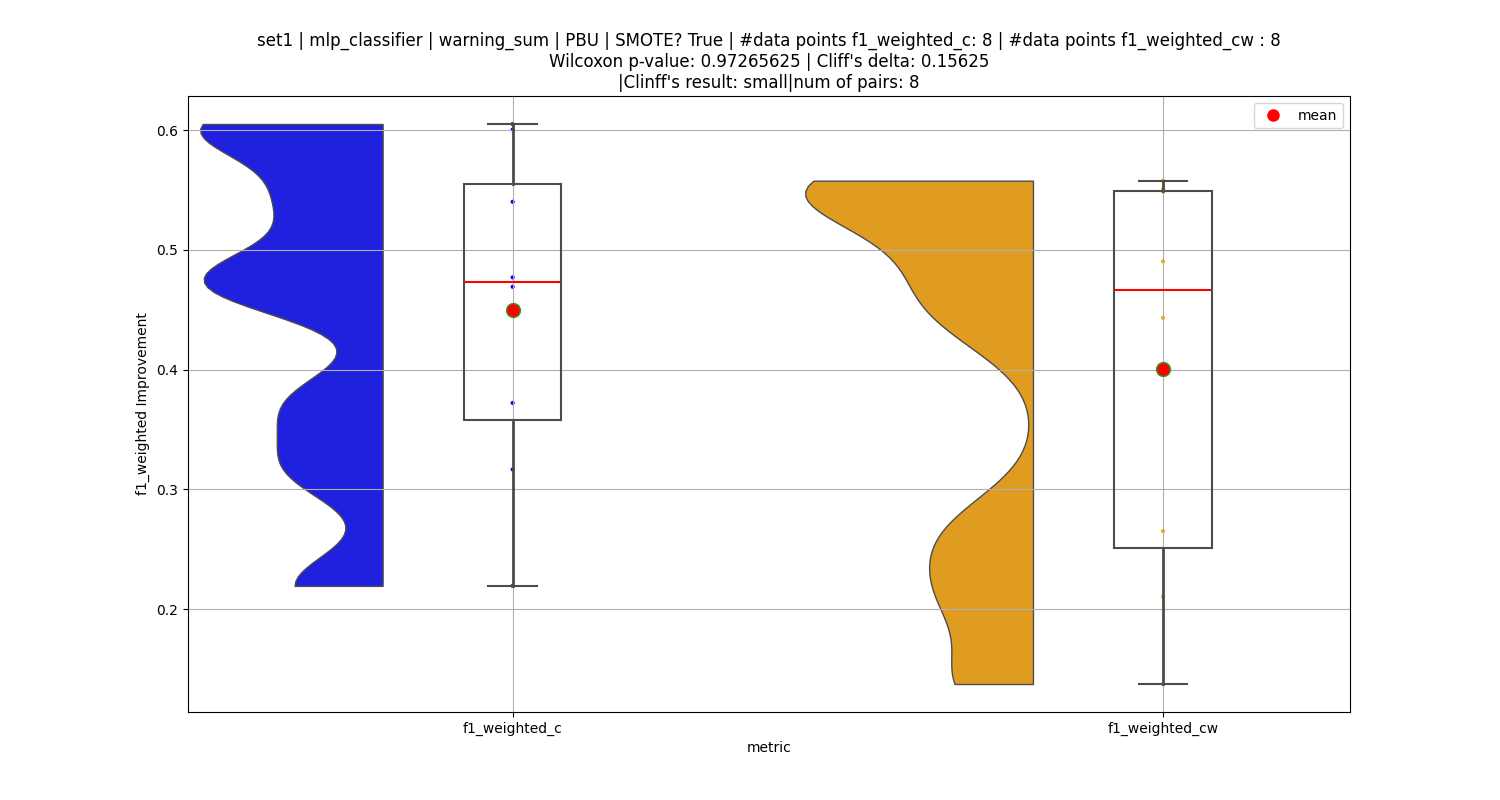 set1 | mlp_classifier | warning_sum | PBU | SMOTE? True | #data points f1_weighted_c: 8 | #data points f1_weighted_cw : 8
Wilcoxon p-value: 0.97265625 | Cliff's delta: 0.15625
|Clinff's result: small|num of pairs: 8
mean
0.6
0.5
0.4
0.3
0.2
f1_weighted Improvement
f1_weighted_c
f1_weighted_cw
metric